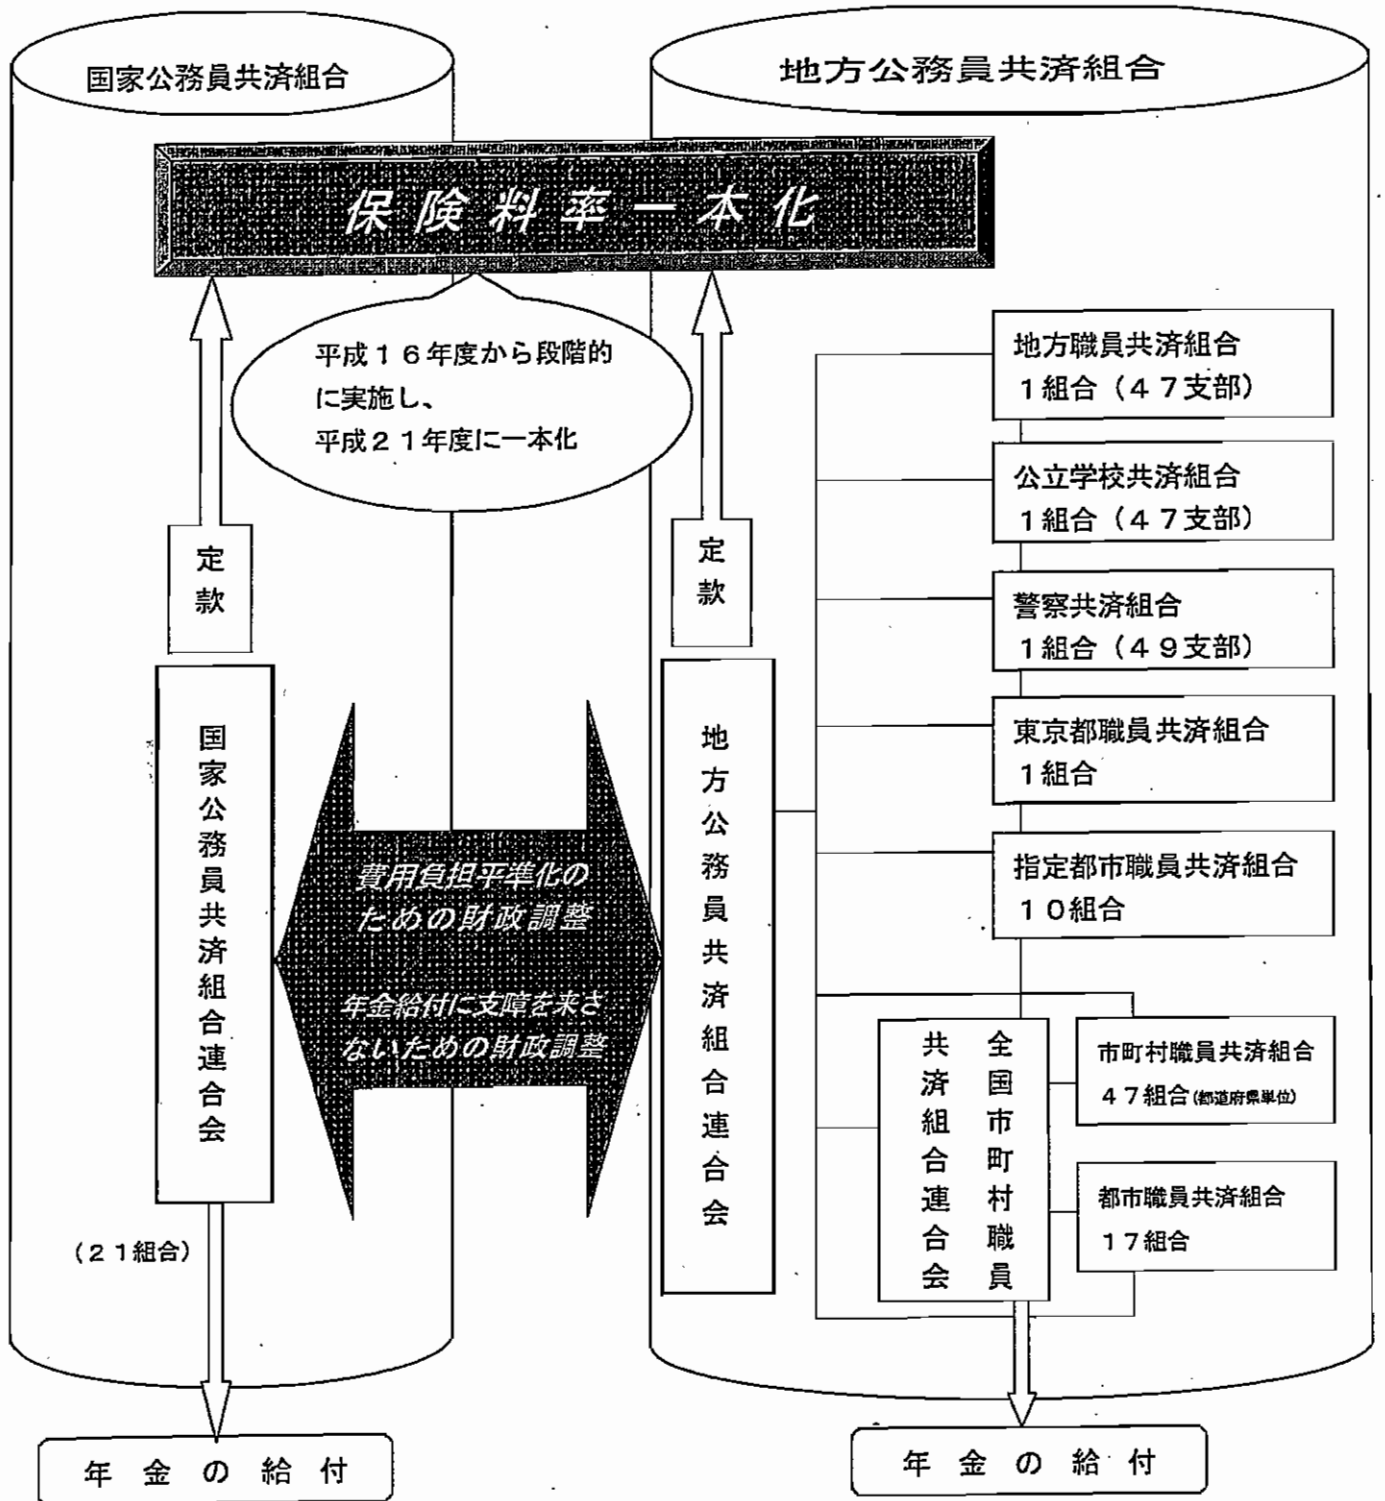 国家公務員共済組合
地方公務員共済組合
保険料率一本化
平成16年度から段階的
に実施し、
平成21年度に一本化
定款
定款
国家公務員共済組合連合会
(21組合)
年金の給付
費用負担平準化の
ための財政調整
年金給付に支障を来さ
ないための財政調整
地方公務員共済組合連合会
地方職員共済組合
1組合(47支部)
公立学校共済組合
1組合(47支部)
警察共済組合
1組合(49支部)
東京都職員共済組合
1組合
指定都市職員共済組合
10組合
全国市町村職員
共済組合連合会
市町村職員共済組合
47組合(都道府県単位)
都市職員共済組合
17組合
年金の給付